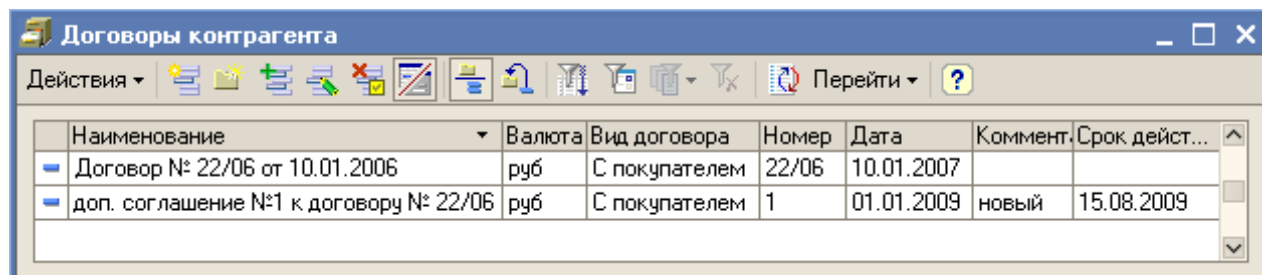 Договоры контрагента
Действия Перейти ?
Наименование Валюта Вид договора Номер Дата Коммент. Срок дейст...
Договор № 22/06 от 10.01.2006 руб С покупателем 22/06 10.01.2007
доп. соглашение №1 к договору № 22/06 руб С покупателем 1 01.01.2009 новый 15.08.2009